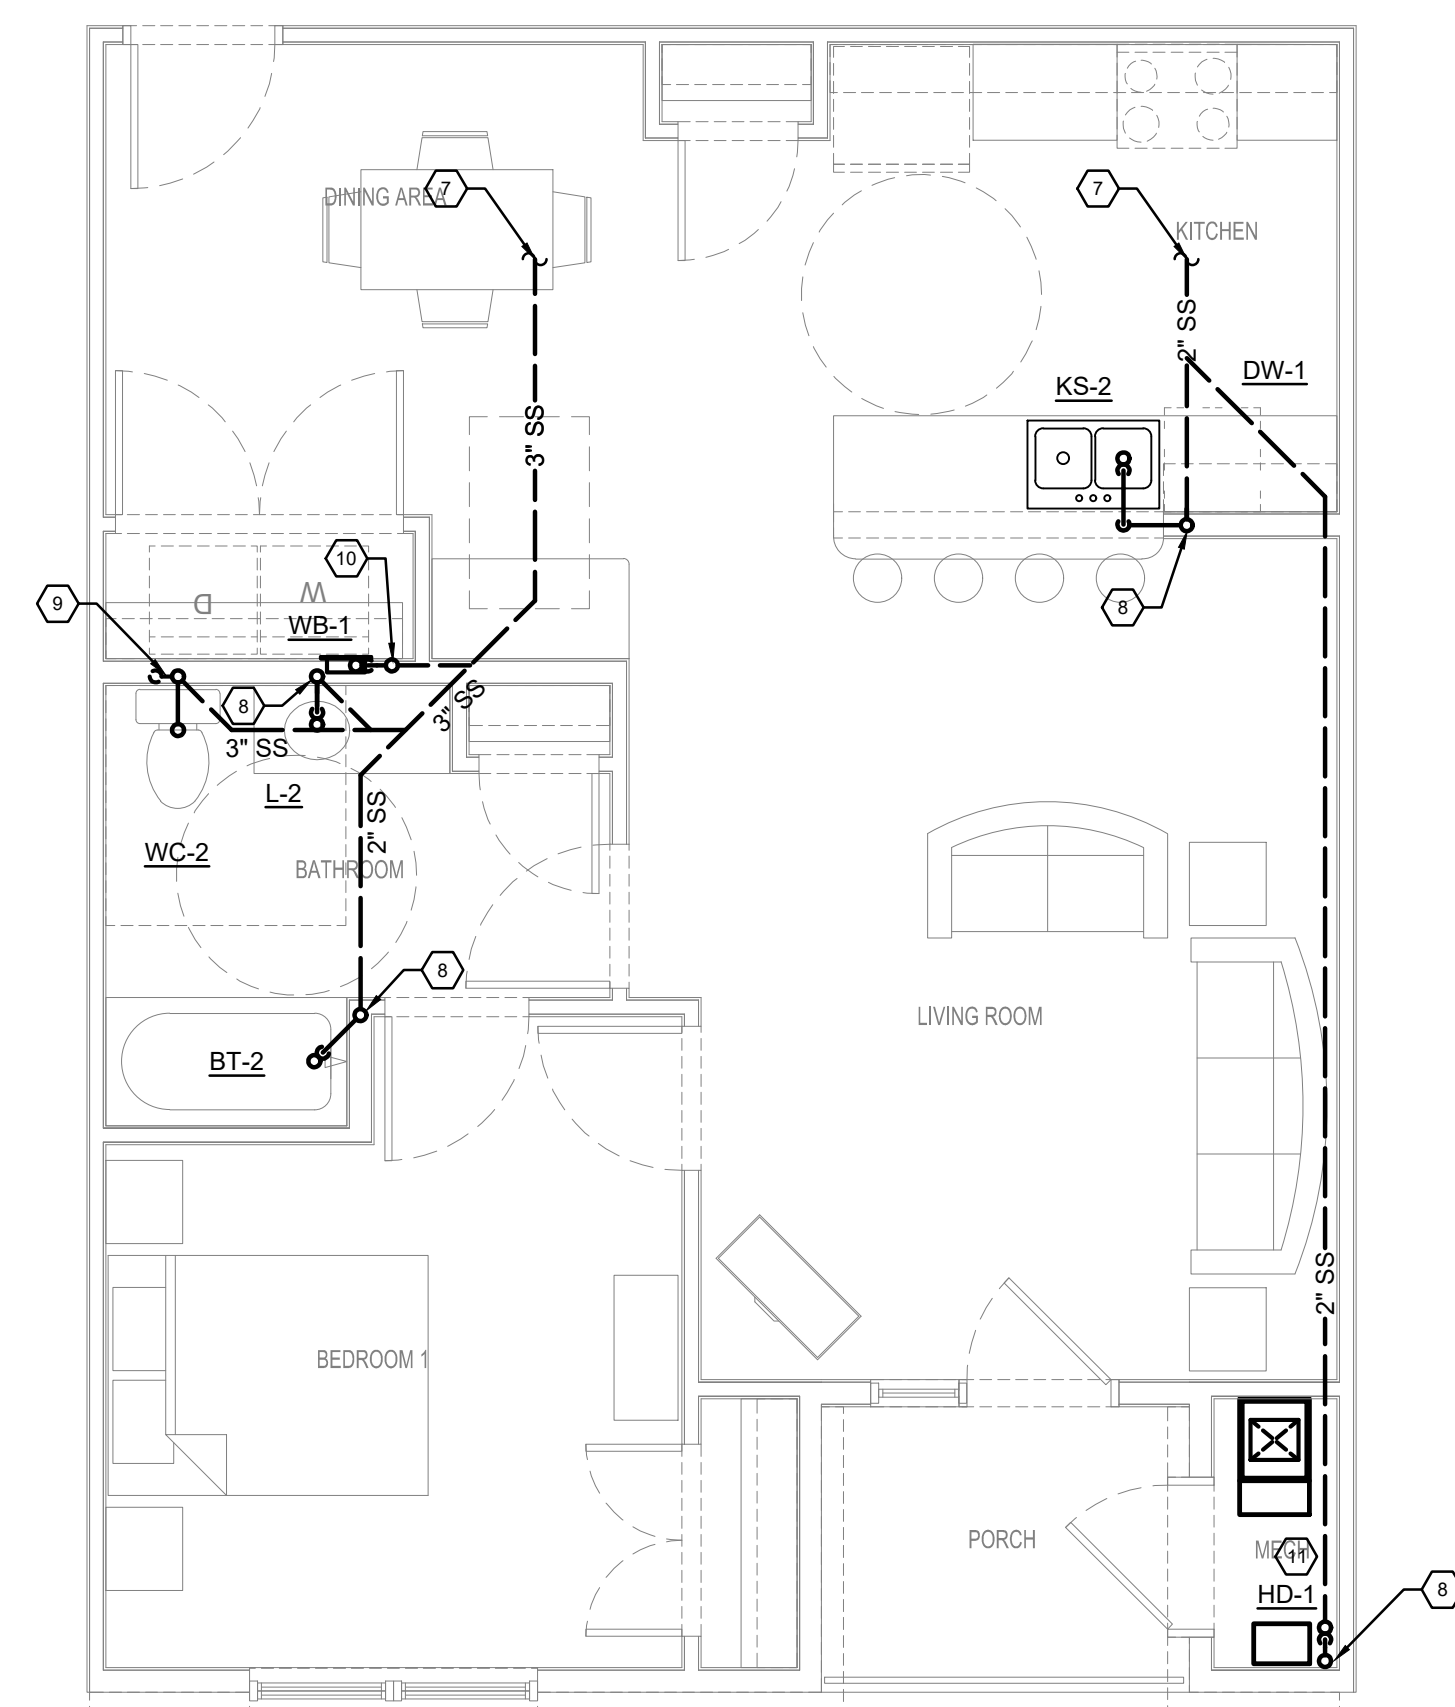 7
DINING AREA
7
KITCHEN
2" SS
DW-1
KS-2
3" SS
10
9
D
W
WB-1
8
8
3" SS
3" SS
L-2
2" SS
WC-2
BATHROOM
8
LIVING ROOM
BT-2
2" SS
BEDROOM 1
PORCH
MECH
11
HD-1
8